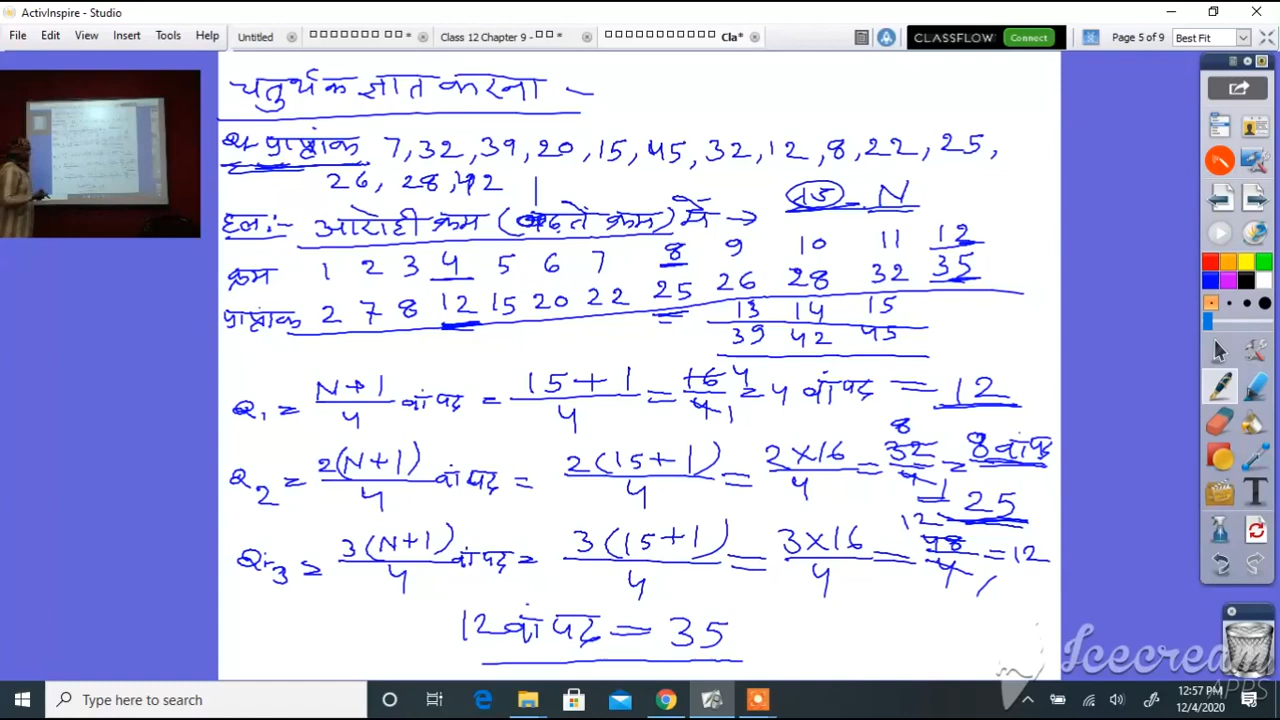 ActivInspire - Studio
File Edit View Insert Tools Help Untitled □□□□□□□ □□ * Class 12 Chapter 9 - □□ * □□□□□□□□□□□ Cla* CLASSFLOW Connect Page 5 of 9 Best Fit
चतुर्थक ज्ञात करना -
प्राप्तांक 7, 32, 39, 20, 15, 45, 32, 12, 8, 22, 25,
26, 28, 42
हल:- आरोही क्रम (बढ़ते क्रम) में → 15 - N
क्रम 1 2 3 4 5 6 7 8 9 10 11 12
प्राप्तांक 2 7 8 12 15 20 22 25 26 28 32 35
13 14 15
39 42 45
Q1 = N+1/4 वां पद = 15+1/4 = 16/4 = 4 वां पद = 12
Q2 = 2(N+1)/4 वां पद = 2(15+1)/4 = 2×16/4 = 32/4 = 8 वां पद
= 25
Q3 = 3(N+1)/4 वां पद = 3(15+1)/4 = 3×16/4 = 48/4 = 12
12 वां पद = 35
Icecream
APPS
Type here to search
12:57 PM
12/4/2020